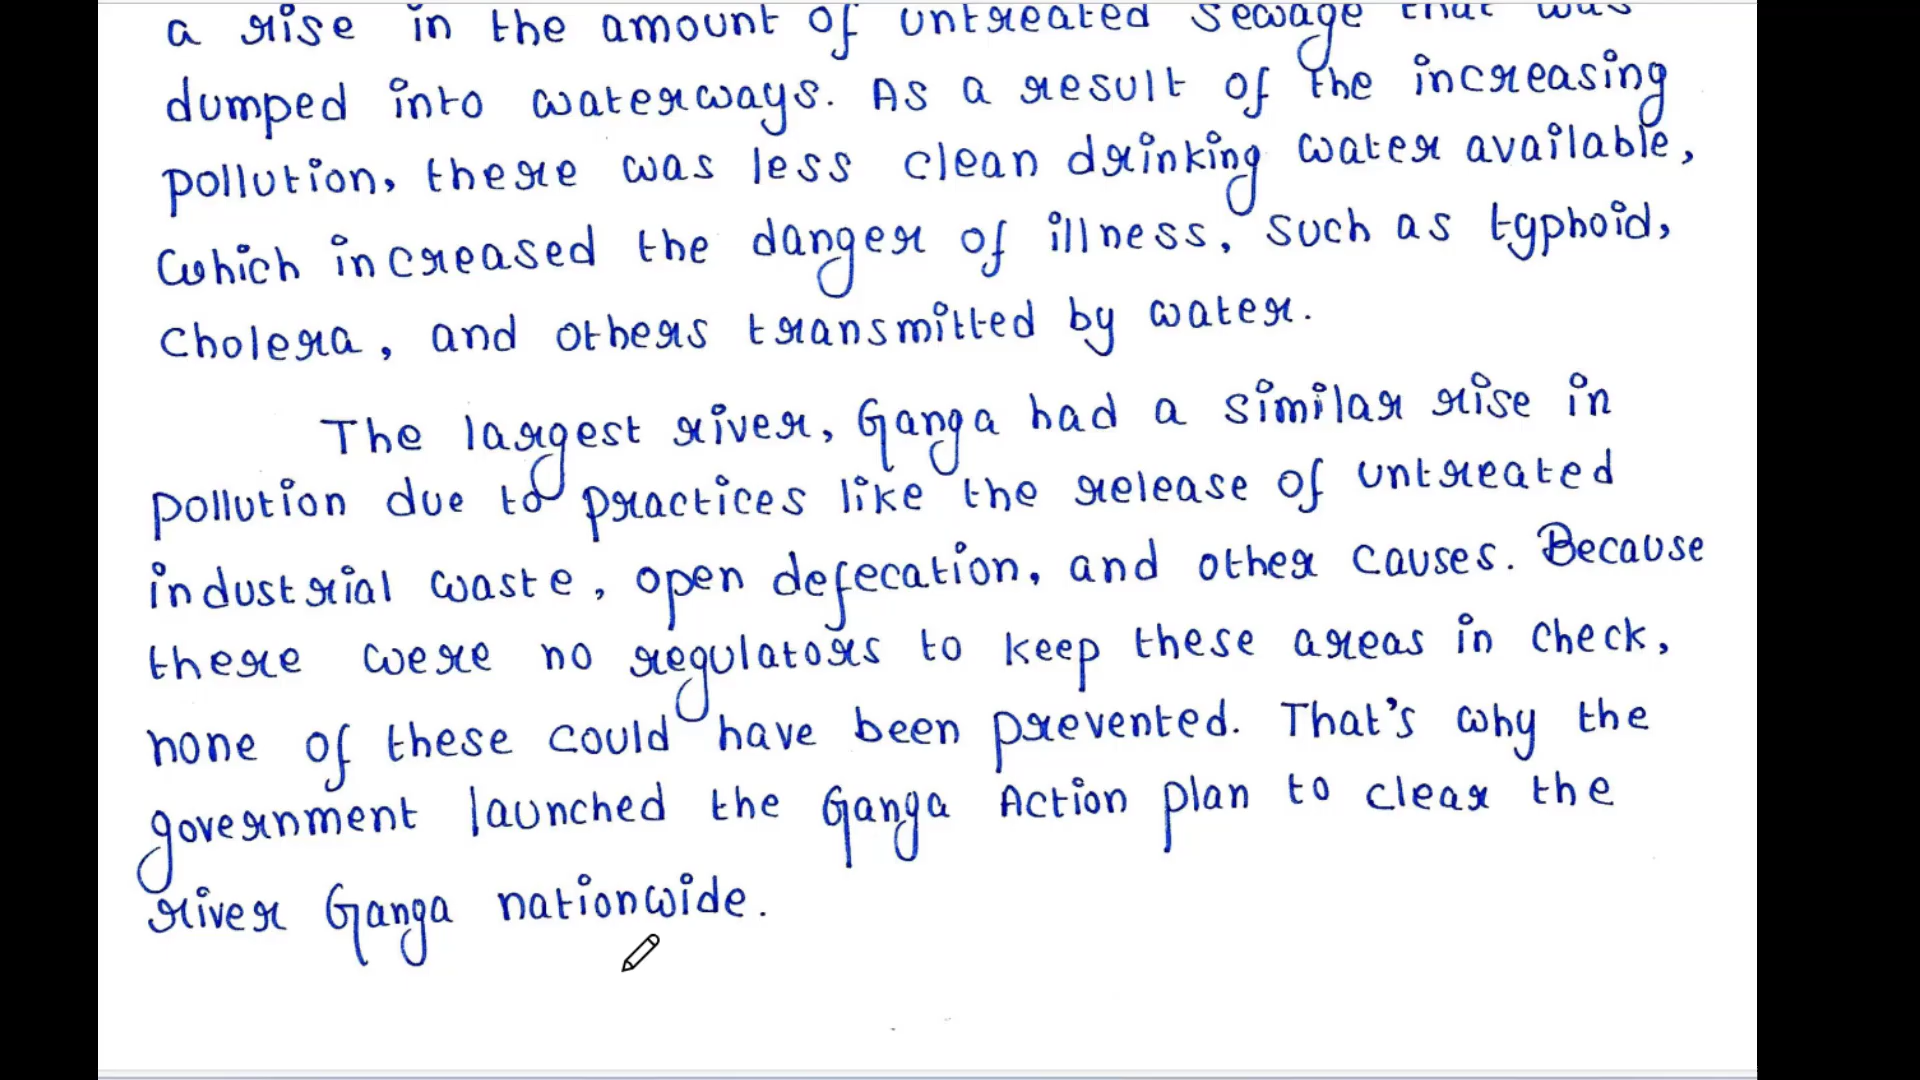 a rise in the amount of untreated sewage that was
dumped into waterways. As a result of the increasing
pollution, there was less clean drinking water available,
which increased the danger of illness, such as typhoid,
cholera, and others transmitted by water.
The largest river, Ganga had a similar rise in
pollution due to practices like the release of untreated
industrial waste, open defecation, and other causes. Because
there were no regulators to keep these areas in check,
none of these could have been prevented. That's why the
government launched the Ganga Action plan to clear the
river Ganga nationwide.